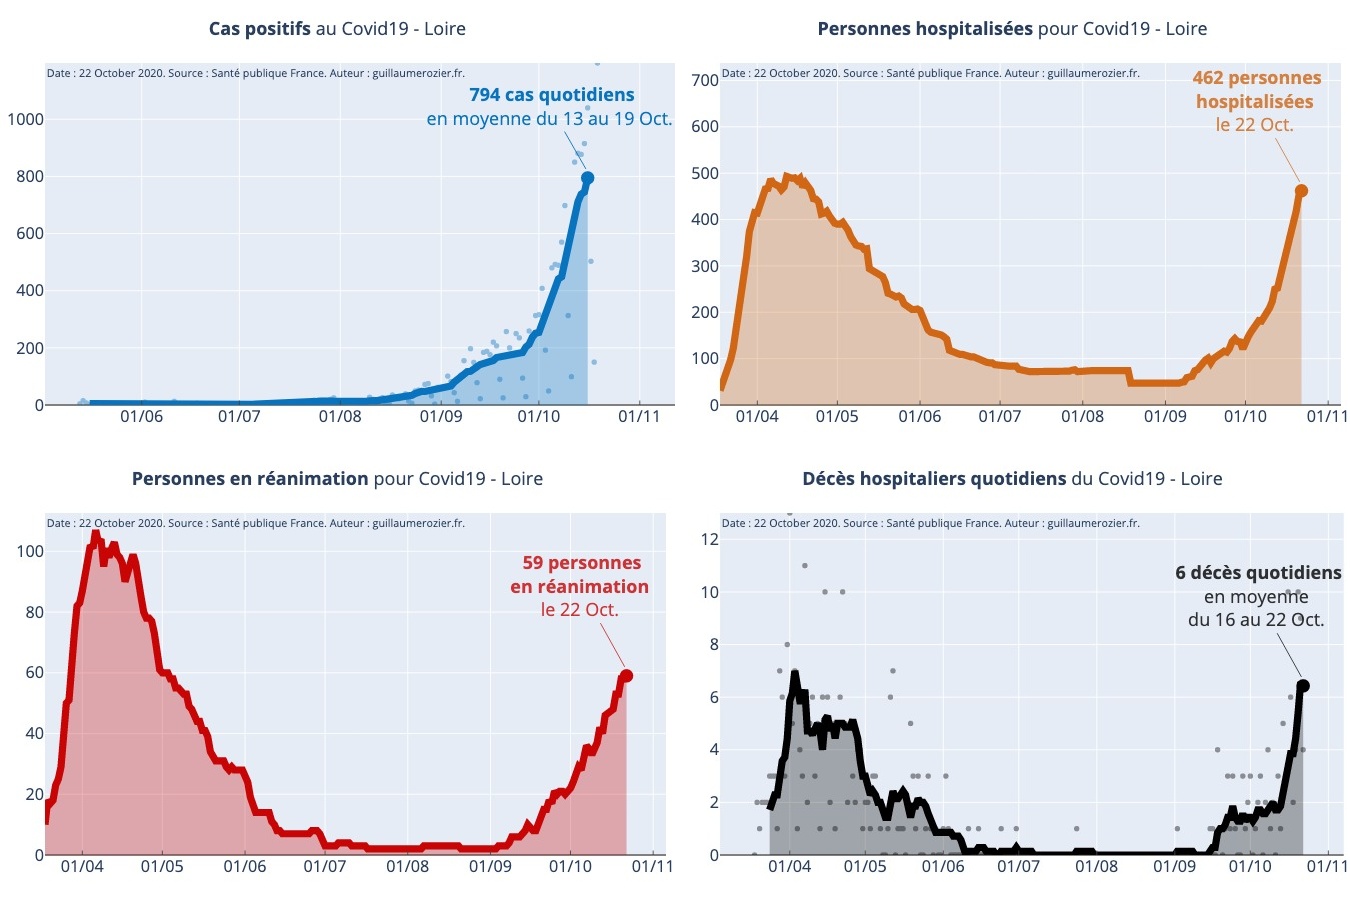 Cas positifs au Covid19 - Loire
Date : 22 October 2020. Source : Santé publique France. Auteur : guillaumerozier.fr.
794 cas quotidiens
en moyenne du 13 au 19 Oct.
1000
800
600
400
200
0
01/06 01/07 01/08 01/09 01/10 01/11
Personnes hospitalisées pour Covid19 - Loire
Date : 22 October 2020. Source : Santé publique France. Auteur : guillaumerozier.fr.
462 personnes
hospitalisées
le 22 Oct.
700
600
500
400
300
200
100
0
01/04 01/05 01/06 01/07 01/08 01/09 01/10 01/11
Personnes en réanimation pour Covid19 - Loire
Date : 22 October 2020. Source : Santé publique France. Auteur : guillaumerozier.fr.
59 personnes
en réanimation
le 22 Oct.
100
80
60
40
20
0
01/04 01/05 01/06 01/07 01/08 01/09 01/10 01/11
Décès hospitaliers quotidiens du Covid19 - Loire
Date : 22 October 2020. Source : Santé publique France. Auteur : guillaumerozier.fr.
6 décès quotidiens
en moyenne
du 16 au 22 Oct.
12
10
8
6
4
2
0
01/04 01/05 01/06 01/07 01/08 01/09 01/10 01/11